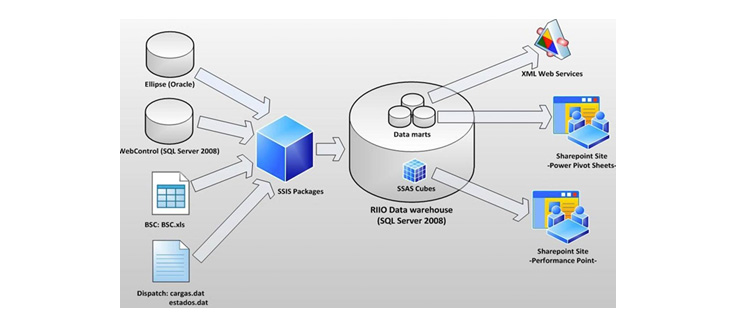 Ellipse (Oracle)
WebControl (SQL Server 2008)
BSC: BSC.xls
Dispatch: cargas.dat
estados.dat
SSIS Packages
Data marts
SSAS Cubes
RIIO Data warehouse
(SQL Server 2008)
XML Web Services
Sharepoint Site
-Power Pivot Sheets-
Sharepoint Site
-Performance Point-